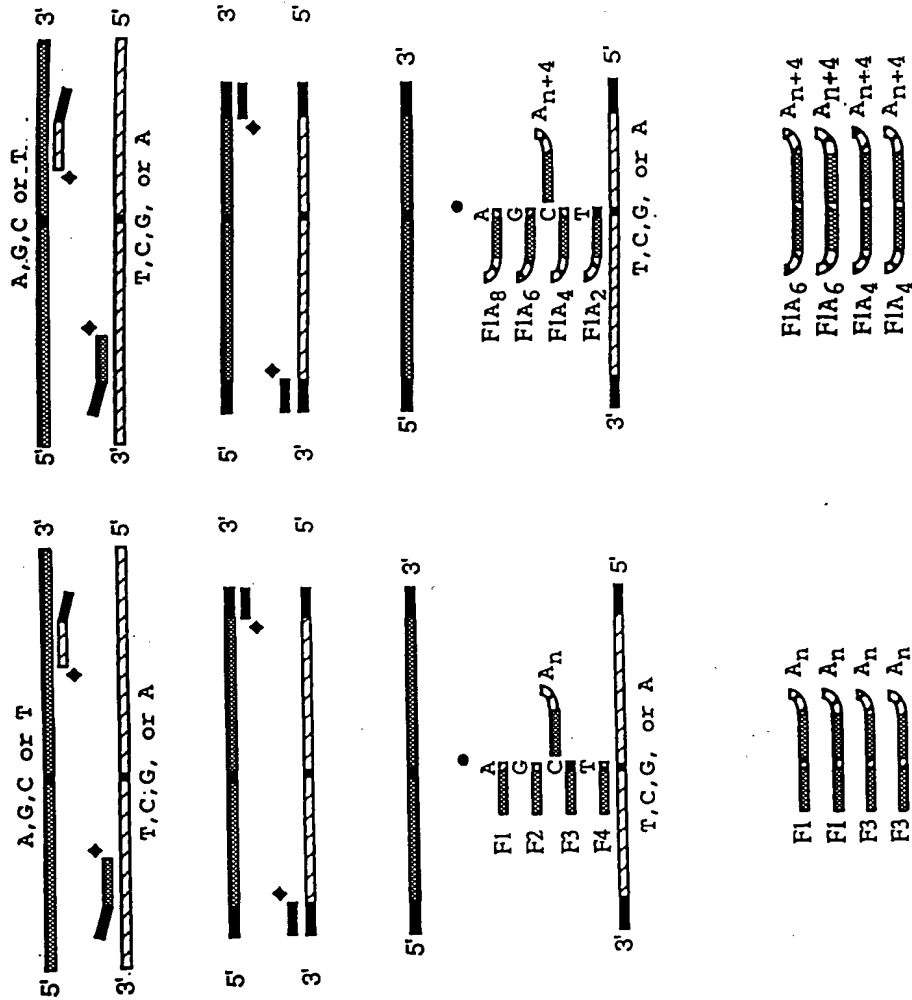 A,G,C or T
5' 3'
3' 5'
T,C;G, or A
5' 3'
3' 5'
5' 3'
F1 A
F2 G
F3 C An
F4 T
3' 5'
T,C,G, or A
F1 An
F1 An
F3 An
F3 An
A,G,C or T
5' 3'
3' 5'
T,C,G, or A
5' 3'
3' 5'
5' 3'
F1A8 A
F1A6 G
F1A4 C An+4
F1A2 T
3' 5'
T,C,G, or A
F1A6 An+4
F1A6 An+4
F1A4 An+4
F1A4 An+4